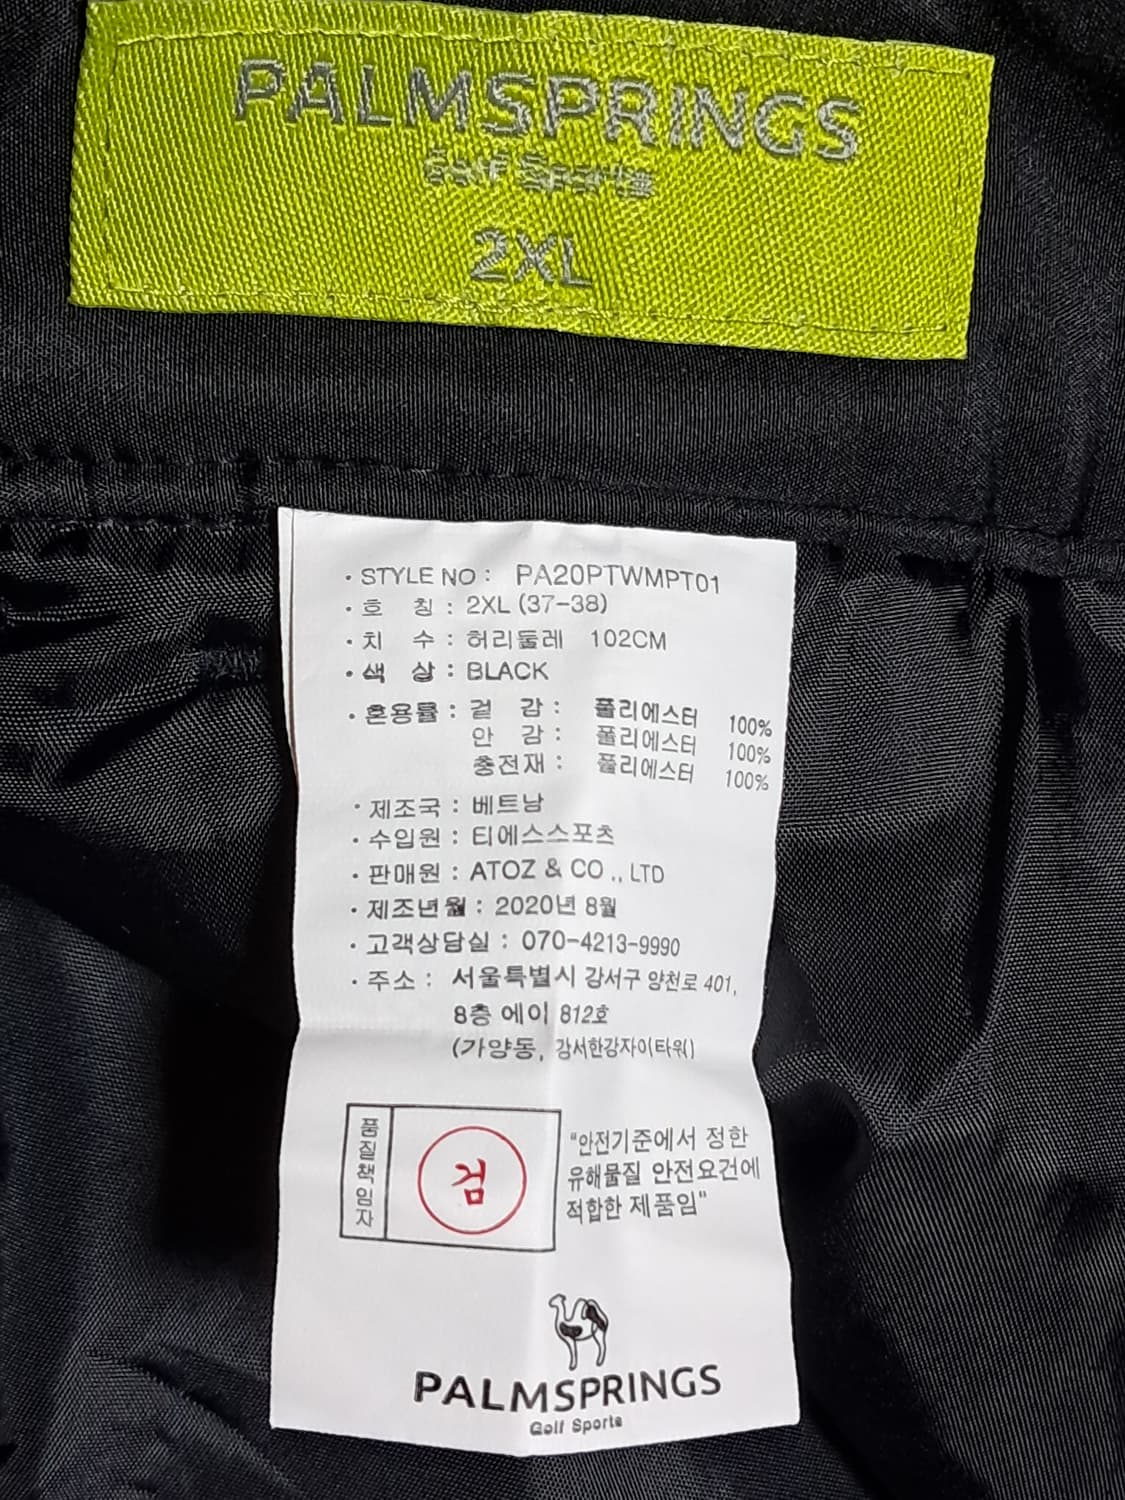 PALMSPRINGS
Golf Sports
2XL
· STYLE NO : PA20PTWMPT01
· 호 칭 : 2XL (37-38)
· 치 수 : 허리둘레 102CM
· 색 상 : BLACK
· 혼용률 : 겉 감 : 폴리에스터 100%
안 감 : 폴리에스터 100%
충전재 : 폴리에스터 100%
· 제조국 : 베트남
· 수입원 : 티에스스포츠
· 판매원 : ATOZ & CO ., LTD
· 제조년월 : 2020년 8월
· 고객상담실 : 070-4213-9990
· 주소 : 서울특별시 강서구 양천로 401,
8층 에이 812호
(가양동, 강서한강자이타워)
품질책임자
검
"안전기준에서 정한
유해물질 안전요건에
적합한 제품임"
PALMSPRINGS
Golf Sports